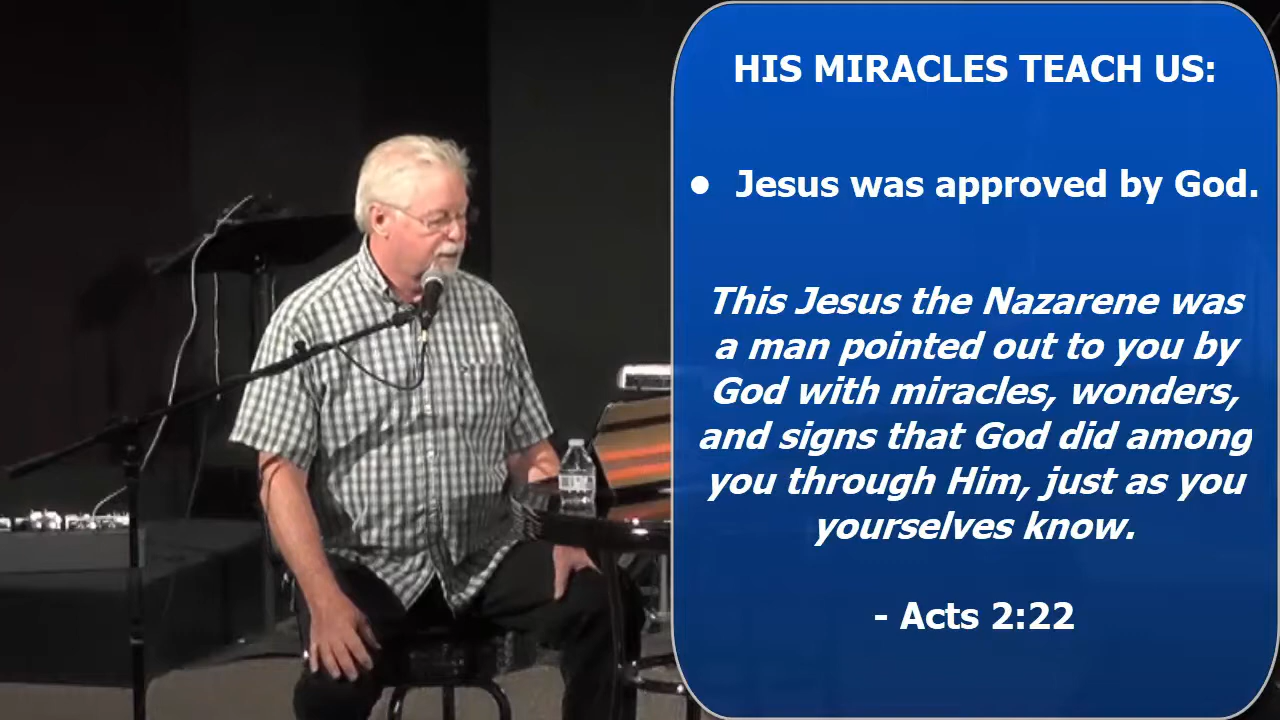 HIS MIRACLES TEACH US:
● Jesus was approved by God.
This Jesus the Nazarene was
a man pointed out to you by
God with miracles, wonders,
and signs that God did among
you through Him, just as you
yourselves know.
- Acts 2:22